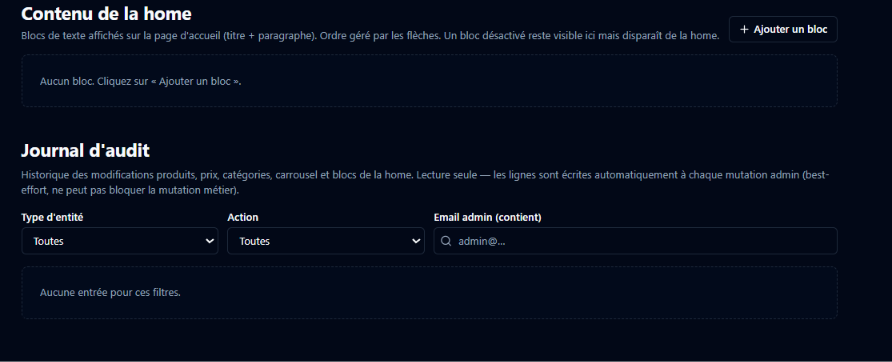 Contenu de la home
Blocs de texte affichés sur la page d'accueil (titre + paragraphe). Ordre géré par les flèches. Un bloc désactivé reste visible ici mais disparaît de la home.
+ Ajouter un bloc
Aucun bloc. Cliquez sur « Ajouter un bloc ».
Journal d'audit
Historique des modifications produits, prix, catégories, carrousel et blocs de la home. Lecture seule — les lignes sont écrites automatiquement à chaque mutation admin (best-
effort, ne peut pas bloquer la mutation métier).
Type d'entité Action Email admin (contient)
Toutes Toutes admin@...
Aucune entrée pour ces filtres.